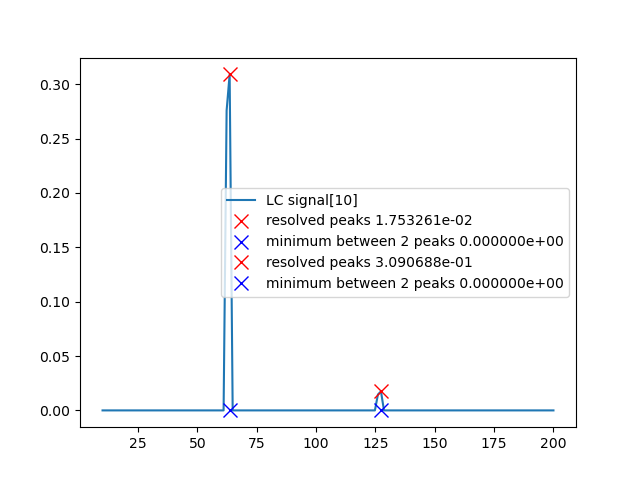 0.30
0.25
0.20
0.15
0.10
0.05
0.00
LC signal[10]
resolved peaks 1.753261e-02
minimum between 2 peaks 0.000000e+00
resolved peaks 3.090688e-01
minimum between 2 peaks 0.000000e+00
25 50 75 100 125 150 175 200